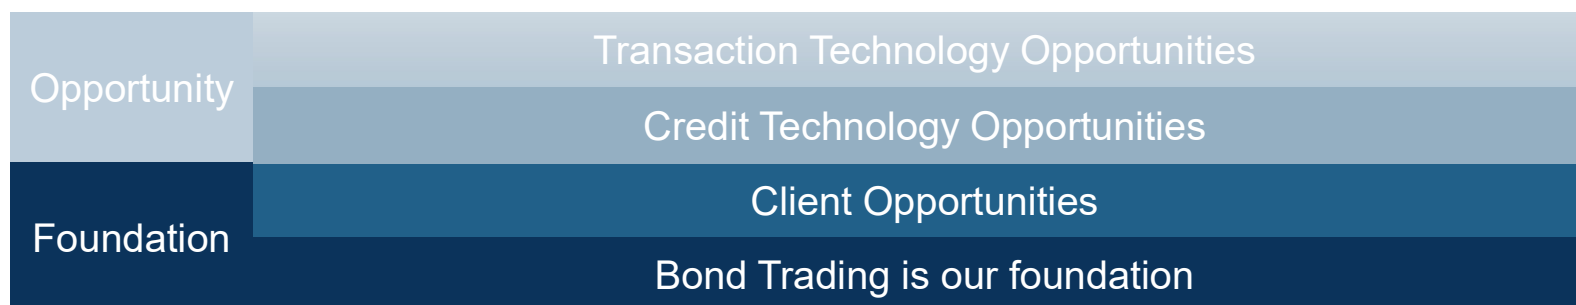 Opportunity
Transaction Technology Opportunities
Credit Technology Opportunities
Foundation
Client Opportunities
Bond Trading is our foundation